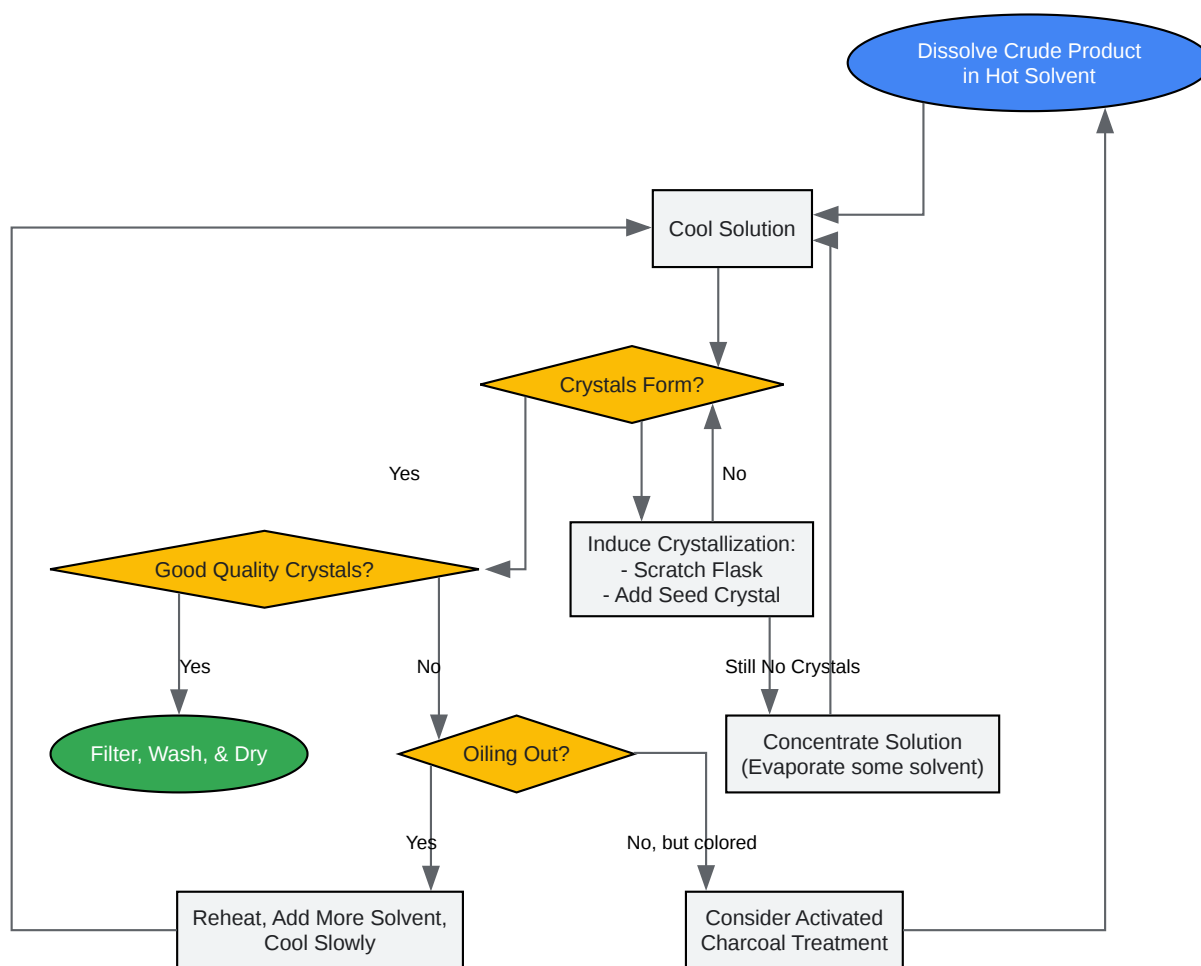 Dissolve Crude Product
in Hot Solvent
Cool Solution
Crystals Form?
Yes
No
Induce Crystallization:
- Scratch Flask
- Add Seed Crystal
Good Quality Crystals?
Yes
No
Still No Crystals
Filter, Wash, & Dry
Oiling Out?
Concentrate Solution
(Evaporate some solvent)
Yes
No, but colored
Reheat, Add More Solvent,
Cool Slowly
Consider Activated
Charcoal Treatment